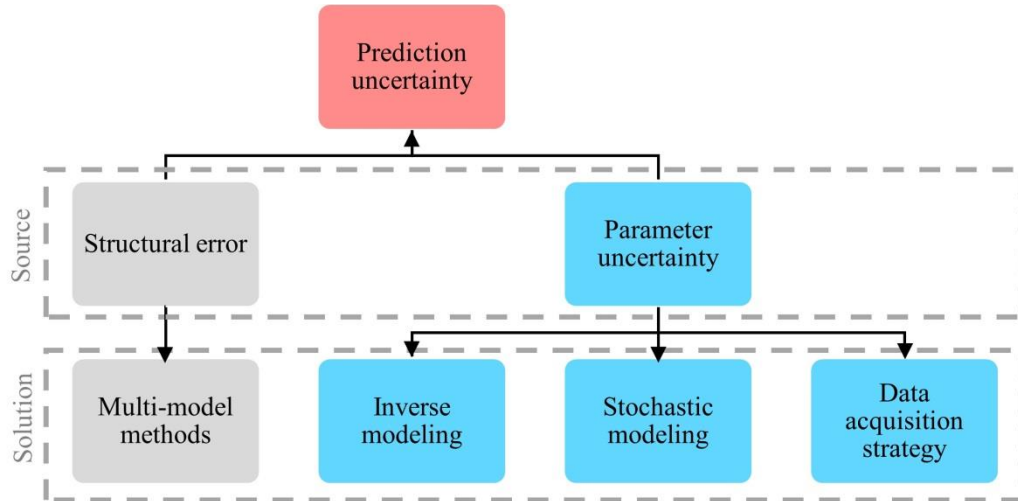 Prediction
uncertainty
Source
Structural error
Parameter
uncertainty
Solution
Multi-model
methods
Inverse
modeling
Stochastic
modeling
Data
acquisition
strategy